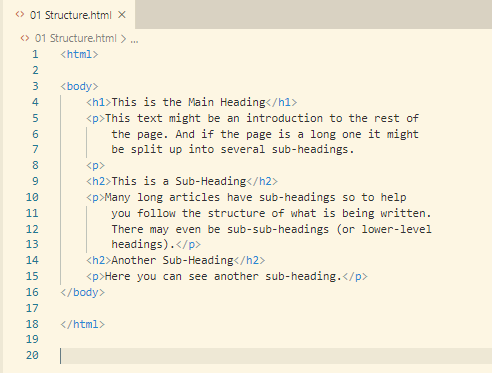 <> 01 Structure.html ×
<> 01 Structure.html > ...
1 <html>
2
3 <body>
4 <h1>This is the Main Heading</h1>
5 <p>This text might be an introduction to the rest of
6 the page. And if the page is a long one it might
7 be split up into several sub-headings.
8 <p>
9 <h2>This is a Sub-Heading</h2>
10 <p>Many long articles have sub-headings so to help
11 you follow the structure of what is being written.
12 There may even be sub-sub-headings (or lower-level
13 headings).</p>
14 <h2>Another Sub-Heading</h2>
15 <p>Here you can see another sub-heading.</p>
16 </body>
17
18 </html>
19
20